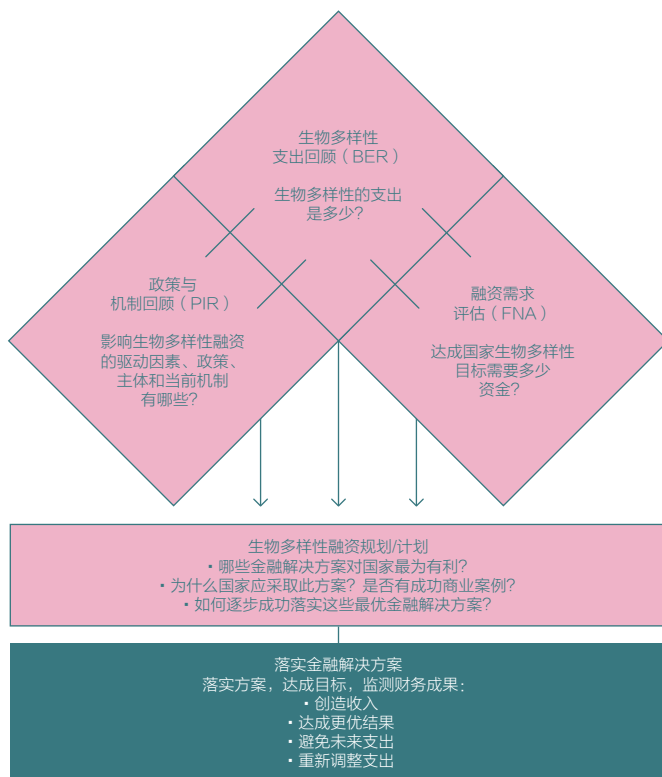 生物多样性
支出回顾（BER）
生物多样性的支出
是多少？
政策与
机制回顾（PIR）
影响生物多样性融资
的驱动因素、政策、
主体和当前机制
有哪些？
融资需求
评估（FNA）
达成国家生物多样性
目标需要多少
资金？
生物多样性融资规划/计划
▪ 哪些金融解决方案对国家最为有利？
▪ 为什么国家应采取此方案？是否有成功商业案例？
▪ 如何逐步成功落实这些最优金融解决方案？
落实金融解决方案
落实方案，达成目标，监测财务成果：
▪ 创造收入
▪ 达成更优结果
▪ 避免未来支出
▪ 重新调整支出